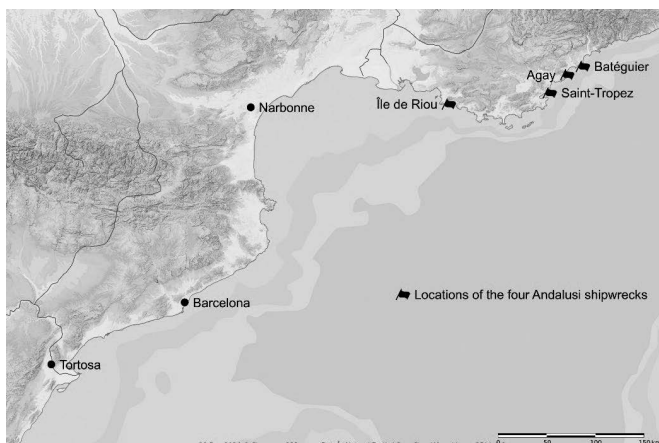 Batéguier
Agay
Saint-Tropez
Île de Riou
Narbonne
Locations of the four Andalusi shipwrecks
Barcelona
Tortosa
0 50 100 150